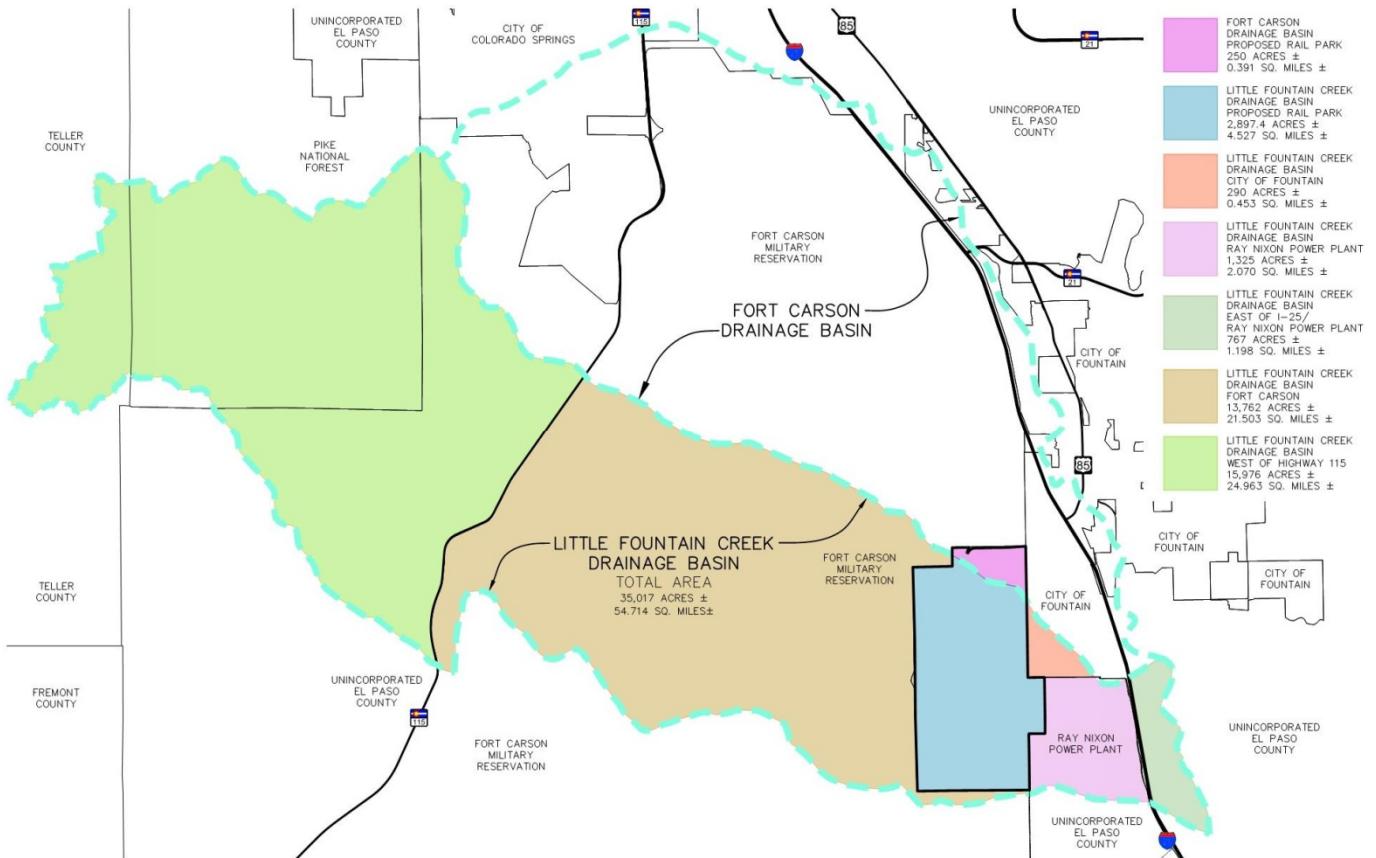 UNINCORPORATED
EL PASO
COUNTY
CITY OF
COLORADO SPRINGS
115
85
21
TELLER
COUNTY
PIKE
NATIONAL
FOREST
UNINCORPORATED
EL PASO
COUNTY
FORT CARSON
MILITARY
RESERVATION
21
FORT CARSON
DRAINAGE BASIN
CITY OF
FOUNTAIN
85
LITTLE FOUNTAIN CREEK
DRAINAGE BASIN
TOTAL AREA
35,017 ACRES ±
54.714 SQ. MILES±
FORT CARSON
MILITARY
RESERVATION
CITY OF
FOUNTAIN
CITY OF
FOUNTAIN
CITY OF
FOUNTAIN
TELLER
COUNTY
FREMONT
COUNTY
UNINCORPORATED
EL PASO
COUNTY
115
FORT CARSON
MILITARY
RESERVATION
RAY NIXON
POWER PLANT
UNINCORPORATED
EL PASO
COUNTY
UNINCORPORATED
EL PASO
COUNTY
FORT CARSON
DRAINAGE BASIN
PROPOSED RAIL PARK
250 ACRES ±
0.391 SQ. MILES ±
LITTLE FOUNTAIN CREEK
DRAINAGE BASIN
PROPOSED RAIL PARK
2,897.4 ACRES ±
4.527 SQ. MILES ±
LITTLE FOUNTAIN CREEK
DRAINAGE BASIN
CITY OF FOUNTAIN
290 ACRES ±
0.453 SQ. MILES ±
LITTLE FOUNTAIN CREEK
DRAINAGE BASIN
RAY NIXON POWER PLANT
1,325 ACRES ±
2.070 SQ. MILES ±
LITTLE FOUNTAIN CREEK
DRAINAGE BASIN
EAST OF I-25/
RAY NIXON POWER PLANT
767 ACRES ±
1.198 SQ. MILES ±
LITTLE FOUNTAIN CREEK
DRAINAGE BASIN
FORT CARSON
13,762 ACRES ±
21.503 SQ. MILES ±
LITTLE FOUNTAIN CREEK
DRAINAGE BASIN
WEST OF HIGHWAY 115
15,976 ACRES ±
24.963 SQ. MILES ±